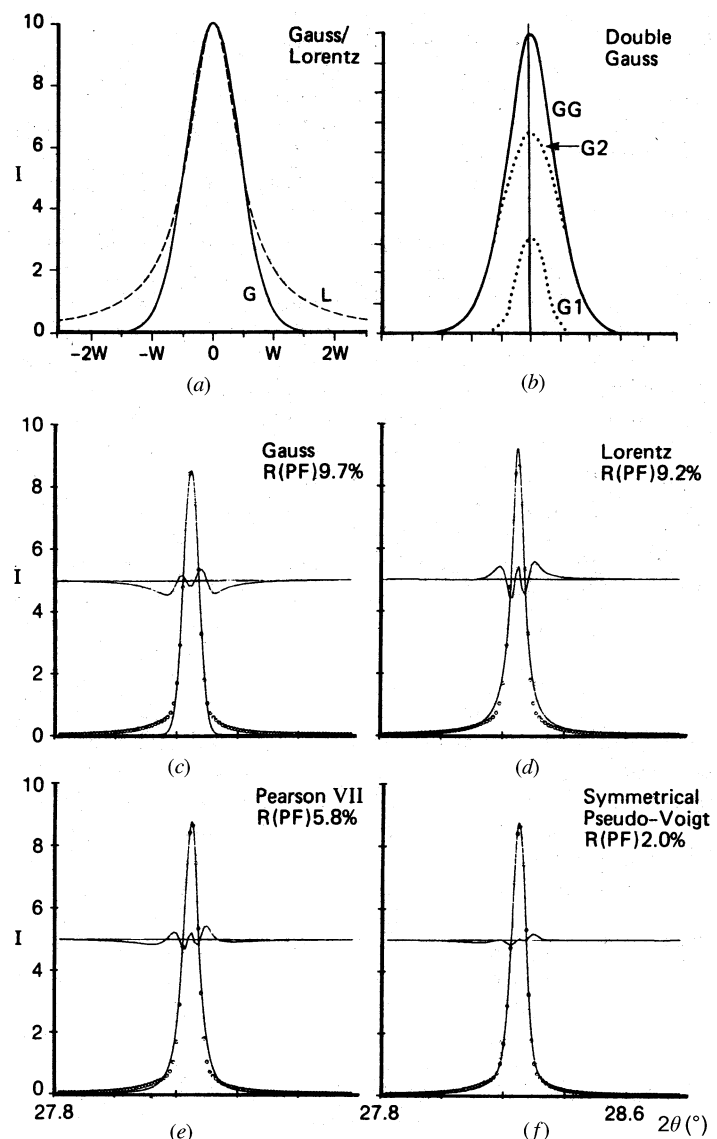 10
8
6
I
4
2
0
Gauss/
Lorentz
G
L
-2W
-W
0
W
2W
(a)
Double
Gauss
GG
G2
G1
(b)
10
8
6
I
4
2
0
Gauss
R(PF)9.7%
(c)
Lorentz
R(PF)9.2%
(d)
10
8
6
I
4
2
0
Pearson VII
R(PF)5.8%
27.8
(e)
Symmetrical
Pseudo-Voigt
R(PF)2.0%
27.8
28.6
2θ (°)
(f)